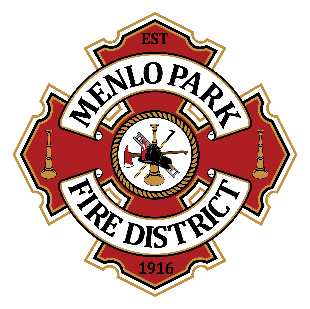 EST
MENLO PARK
FIRE DISTRICT
1916